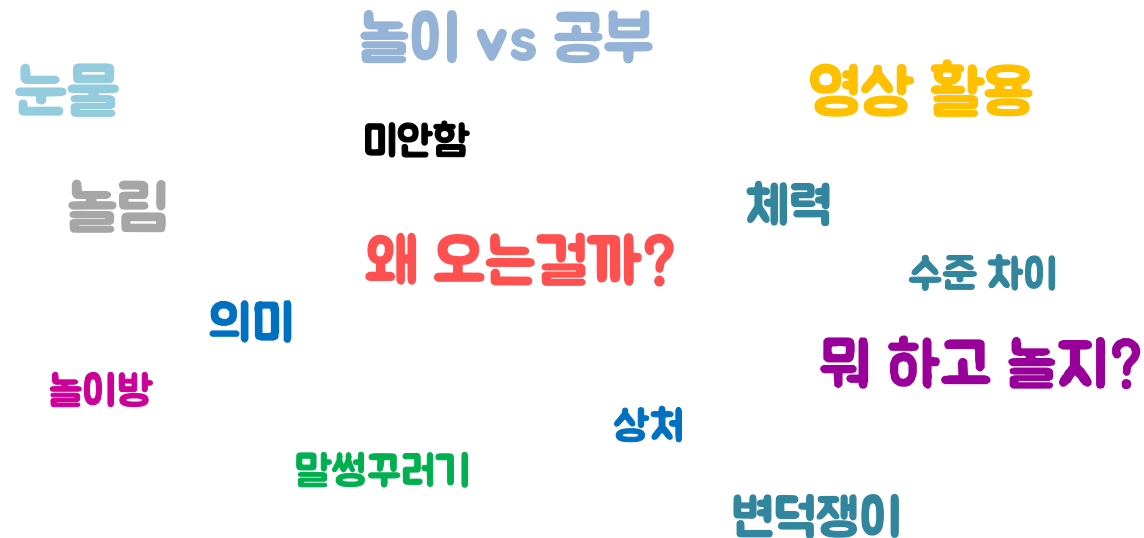 놀이 vs 공부
눈물
영상 활용
미안함
놀림
체력
왜 오는걸까?
수준 차이
의미
뭐 하고 놀지?
놀이방
상처
말썽꾸러기
변덕쟁이